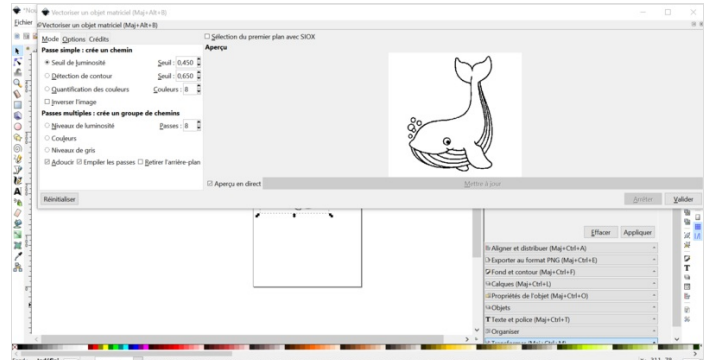 Vectoriser un objet matriciel (Maj+Alt+B)
Fichier
Vectoriser un objet matriciel (Maj+Alt+B)
Mode Options Crédits
Sélection du premier plan avec SIOX
Passe simple : crée un chemin
Aperçu
Seuil de luminosité Seuil : 0,450
Détection de contour Seuil : 0,650
Quantification des couleurs Couleurs : 8
Inverser l'image
Passes multiples : crée un groupe de chemins
Niveaux de luminosité Passes : 8
Couleurs
Niveaux de gris
Adoucir Empiler les passes Retirer l'arrière-plan
Aperçu en direct
Mettre à jour
Réinitialiser
Arrêter
Valider
Effacer Appliquer
Aligner et distribuer (Maj+Ctrl+A)
Exporter au format PNG (Maj+Ctrl+E)
Fond et contour (Maj+Ctrl+F)
Calques (Maj+Ctrl+L)
Propriétés de l'objet (Maj+Ctrl+O)
Objets
Texte et police (Maj+Ctrl+T)
Organiser